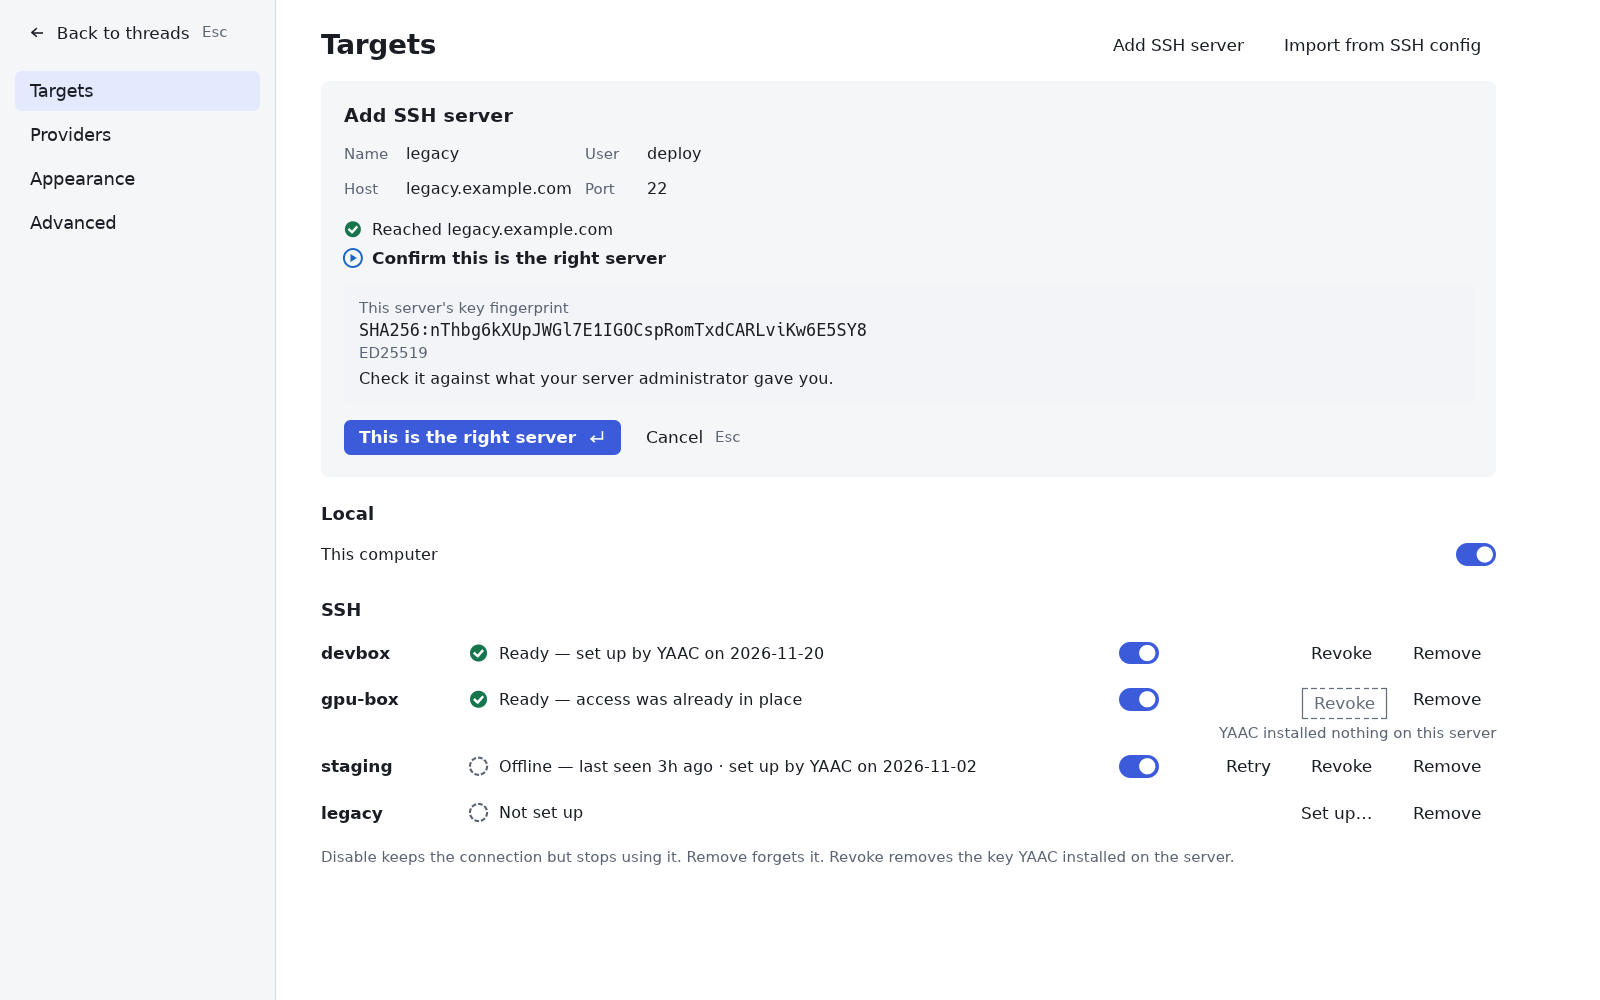 Back to threads Esc
Targets
Providers
Appearance
Advanced
Targets Add SSH server Import from SSH config
Add SSH server
Name legacy User deploy
Host legacy.example.com Port 22
Reached legacy.example.com
Confirm this is the right server
This server's key fingerprint
SHA256:nThbg6kXUpJWGl7E1IGOCspRomTxdCARLviKw6E5SY8
ED25519
Check it against what your server administrator gave you.
This is the right server Cancel Esc
Local
This computer
SSH
devbox Ready — set up by YAAC on 2026-11-20 Revoke Remove
gpu-box Ready — access was already in place Revoke Remove
YAAC installed nothing on this server
staging Offline — last seen 3h ago · set up by YAAC on 2026-11-02 Retry Revoke Remove
legacy Not set up Set up… Remove
Disable keeps the connection but stops using it. Remove forgets it. Revoke removes the key YAAC installed on the server.